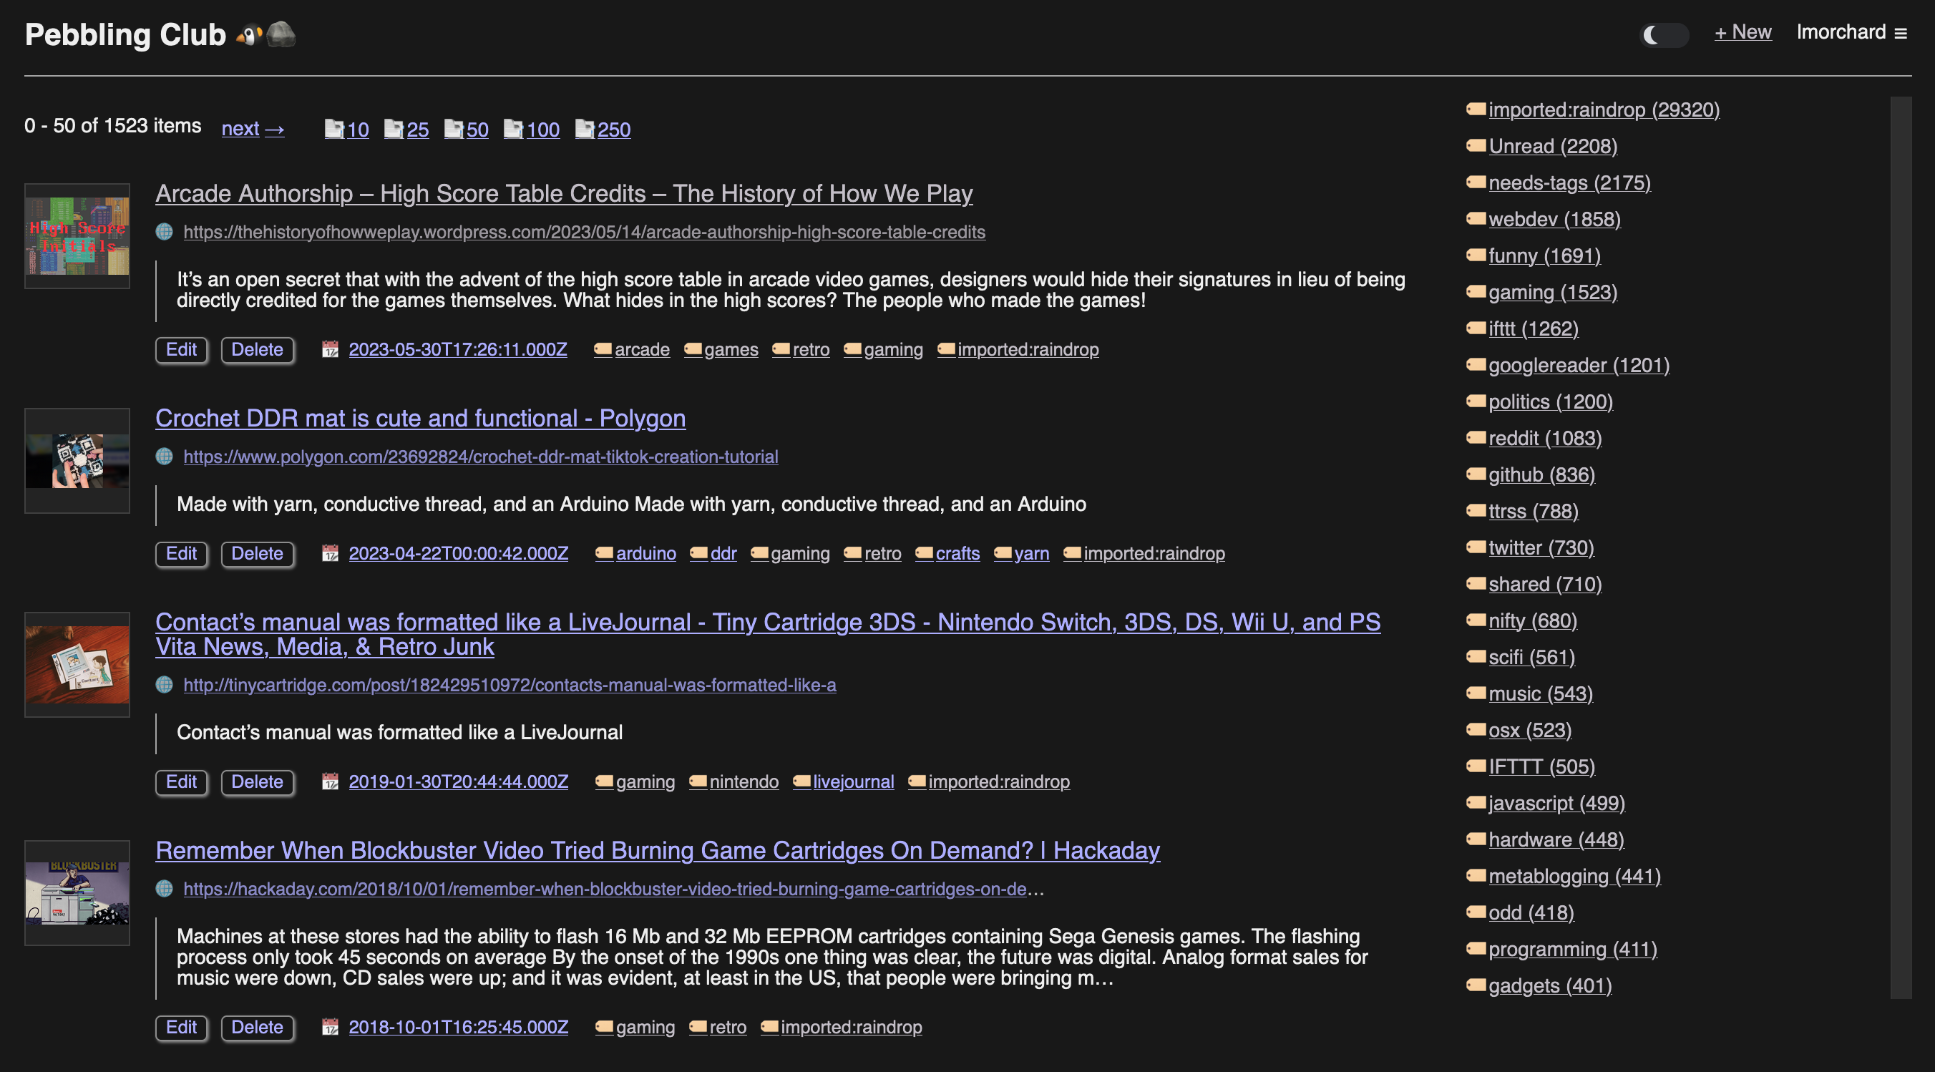 Pebbling Club
+ New
lmorchard ≡
0 - 50 of 1523 items
next →
10
25
50
100
250
Arcade Authorship – High Score Table Credits – The History of How We Play
https://thehistoryofhowweplay.wordpress.com/2023/05/14/arcade-authorship-high-score-table-credits
It’s an open secret that with the advent of the high score table in arcade video games, designers would hide their signatures in lieu of being
directly credited for the games themselves. What hides in the high scores? The people who made the games!
Edit
Delete
2023-05-30T17:26:11.000Z
arcade
games
retro
gaming
imported:raindrop
High Score
Initials
Crochet DDR mat is cute and functional - Polygon
https://www.polygon.com/23692824/crochet-ddr-mat-tiktok-creation-tutorial
Made with yarn, conductive thread, and an Arduino Made with yarn, conductive thread, and an Arduino
Edit
Delete
2023-04-22T00:00:42.000Z
arduino
ddr
gaming
retro
crafts
yarn
imported:raindrop
Contact’s manual was formatted like a LiveJournal - Tiny Cartridge 3DS - Nintendo Switch, 3DS, DS, Wii U, and PS
Vita News, Media, & Retro Junk
http://tinycartridge.com/post/182429510972/contacts-manual-was-formatted-like-a
Contact’s manual was formatted like a LiveJournal
Edit
Delete
2019-01-30T20:44:44.000Z
gaming
nintendo
livejournal
imported:raindrop
BLOCKBUSTER
Remember When Blockbuster Video Tried Burning Game Cartridges On Demand? | Hackaday
https://hackaday.com/2018/10/01/remember-when-blockbuster-video-tried-burning-game-cartridges-on-de…
Machines at these stores had the ability to flash 16 Mb and 32 Mb EEPROM cartridges containing Sega Genesis games. The flashing
process only took 45 seconds on average By the onset of the 1990s one thing was clear, the future was digital. Analog format sales for
music were down, CD sales were up; and it was evident, at least in the US, that people were bringing m…
Edit
Delete
2018-10-01T16:25:45.000Z
gaming
retro
imported:raindrop
imported:raindrop (29320)
Unread (2208)
needs-tags (2175)
webdev (1858)
funny (1691)
gaming (1523)
ifttt (1262)
googlereader (1201)
politics (1200)
reddit (1083)
github (836)
ttrss (788)
twitter (730)
shared (710)
nifty (680)
scifi (561)
music (543)
osx (523)
IFTTT (505)
javascript (499)
hardware (448)
metablogging (441)
odd (418)
programming (411)
gadgets (401)